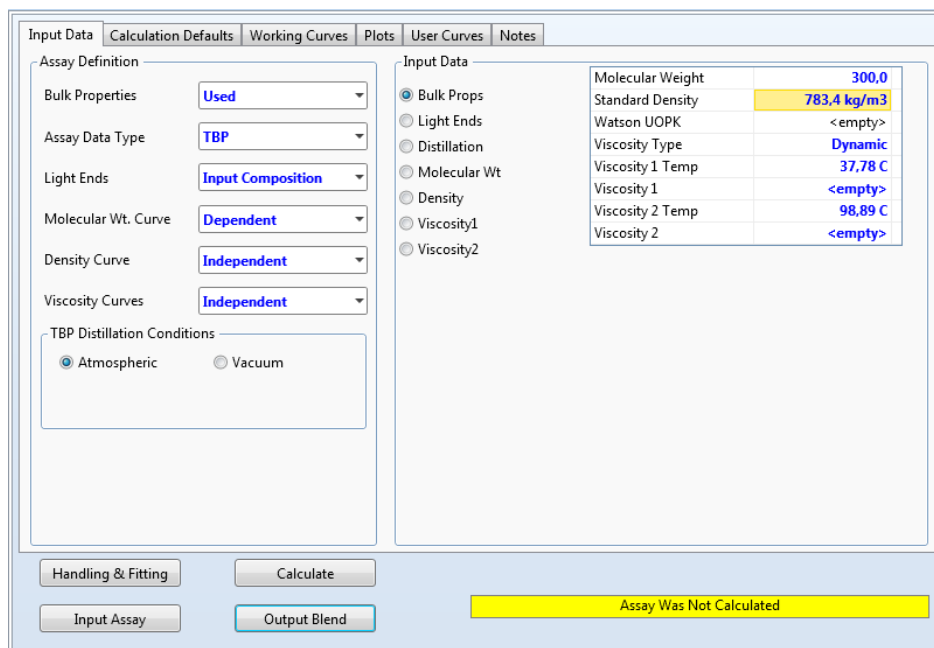 Input Data Calculation Defaults Working Curves Plots User Curves Notes
Assay Definition
Bulk Properties Used
Assay Data Type TBP
Light Ends Input Composition
Molecular Wt. Curve Dependent
Density Curve Independent
Viscosity Curves Independent
TBP Distillation Conditions
Atmospheric Vacuum
Input Data
Bulk Props
Light Ends
Distillation
Molecular Wt
Density
Viscosity1
Viscosity2
Molecular Weight 300,0
Standard Density 783,4 kg/m3
Watson UOPK <empty>
Viscosity Type Dynamic
Viscosity 1 Temp 37,78 C
Viscosity 1 <empty>
Viscosity 2 Temp 98,89 C
Viscosity 2 <empty>
Handling & Fitting Calculate
Input Assay Output Blend
Assay Was Not Calculated